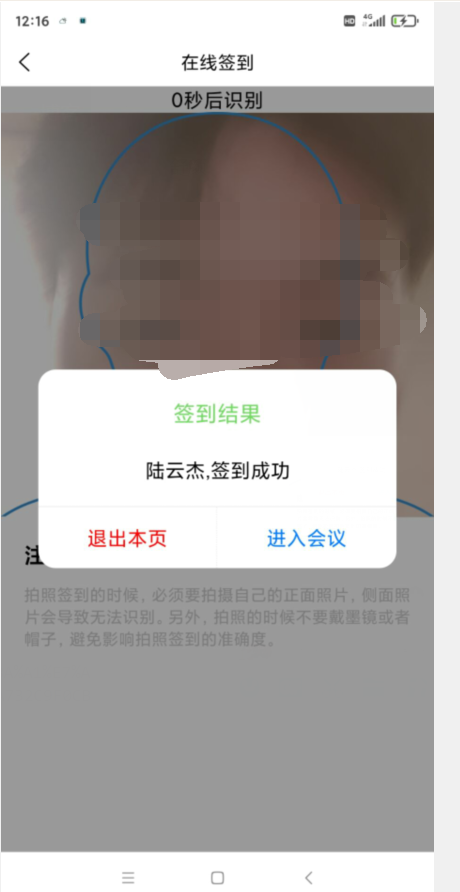 12:16
HD 4G
在线签到
0秒后识别
签到结果
陆云杰,签到成功
退出本页
进入会议
注
拍照签到的时候，必须要拍摄自己的正面照片，侧面照
片会导致无法识别。另外，拍照的时候不要戴墨镜或者
帽子，避免影响拍照签到的准确度。